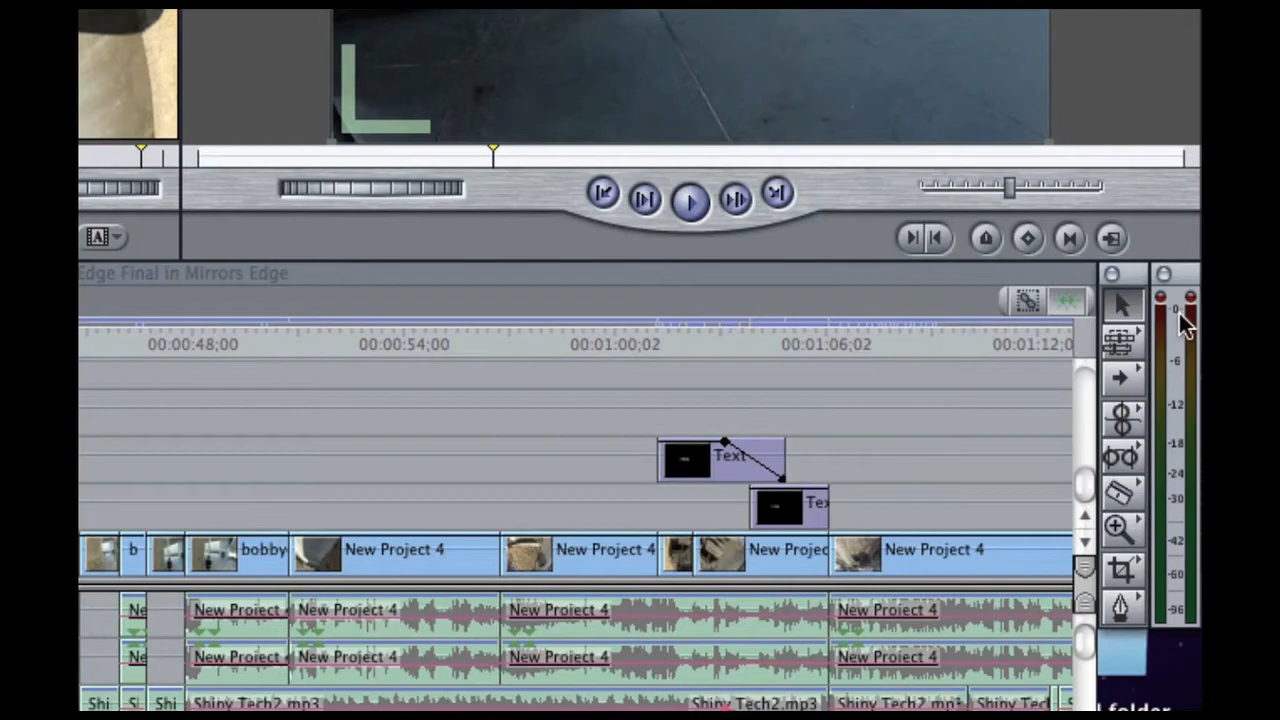 A
Edge Final in Mirrors Edge
00:00:48;00 00:00:54;00 00:01:00;02 00:01:06;02 00:01:12;0
0
-6
-12
-18
-24
-30
-42
-60
-96
Text
Tex
b bobby New Project 4 New Project 4 New Projec New Project 4
Ne New Project 4 New Project 4 New Project 4 New Project 4
Ne New Project 4 New Project 4 New Project 4 New Project 4
Shi S Shi Shiny Tech2.mp3 Shiny Tech2.mp3 Shiny Tech2.mp Shiny Tecl
l folder